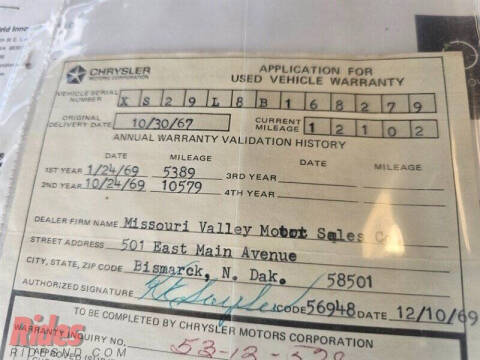 CHRYSLER
MOTORS CORPORATION
APPLICATION FOR
USED VEHICLE WARRANTY
VEHICLE SERIAL
NUMBER X S 2 9 L 8 B 1 6 8 2 7 9
ORIGINAL
DELIVERY DATE 10/30/67 CURRENT
MILEAGE 1 2 1 0 2
ANNUAL WARRANTY VALIDATION HISTORY
DATE MILEAGE DATE MILEAGE
1ST YEAR 1/24/69 5389 3RD YEAR
2ND YEAR 10/24/69 10579 4TH YEAR
DEALER FIRM NAME Missouri Valley Motor Sales
STREET ADDRESS 501 East Main Avenue
CITY, STATE, ZIP CODE Bismarck, N. Dak. 58501
AUTHORIZED SIGNATURE CODE 56948 DATE 12/10/69
TO BE COMPLETED BY CHRYSLER MOTORS CORPORATION
WARRANTY INQUIRY NO.
Rides